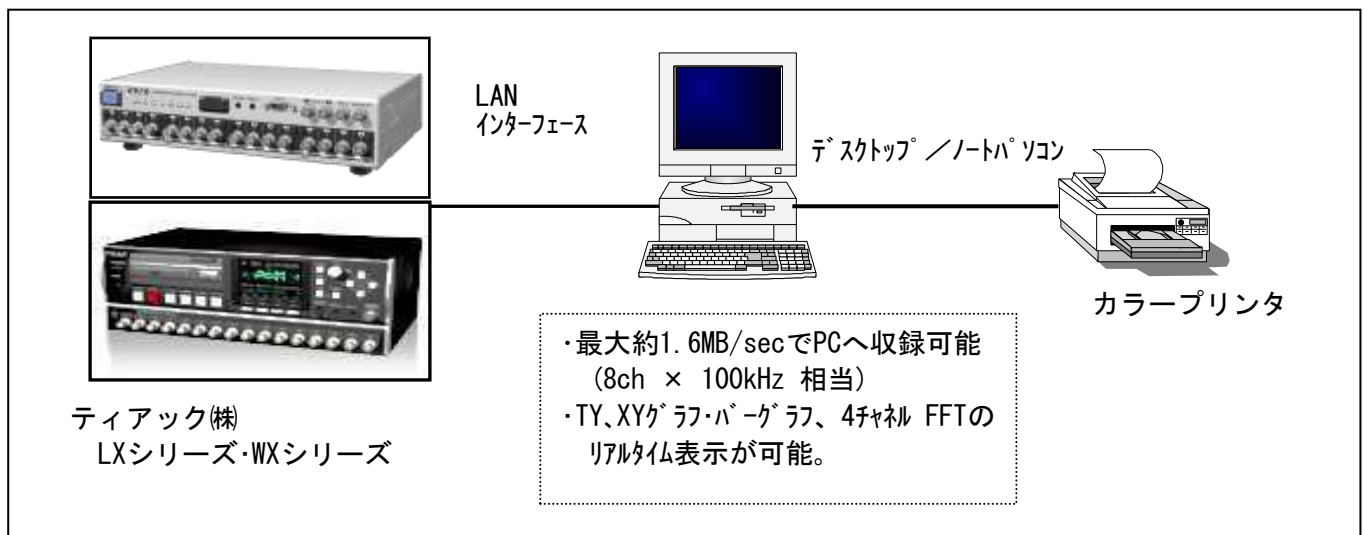 LAN
ｲﾝﾀｰﾌｪｰｽ
ﾃﾞｽｸﾄｯﾌﾟ／ﾉｰﾄﾊﾟｿｺﾝ
カラープリンタ
・最大約1.6MB/secでPCへ収録可能
(8ch × 100kHz 相当)
・TY､XYｸﾞﾗﾌ･ﾊﾞｰｸﾞﾗﾌ､4ﾁｬﾈﾙ FFTの
ﾘｱﾙﾀｲﾑ表示が可能。
ティアック㈱
LXシリーズ･WXシリーズ